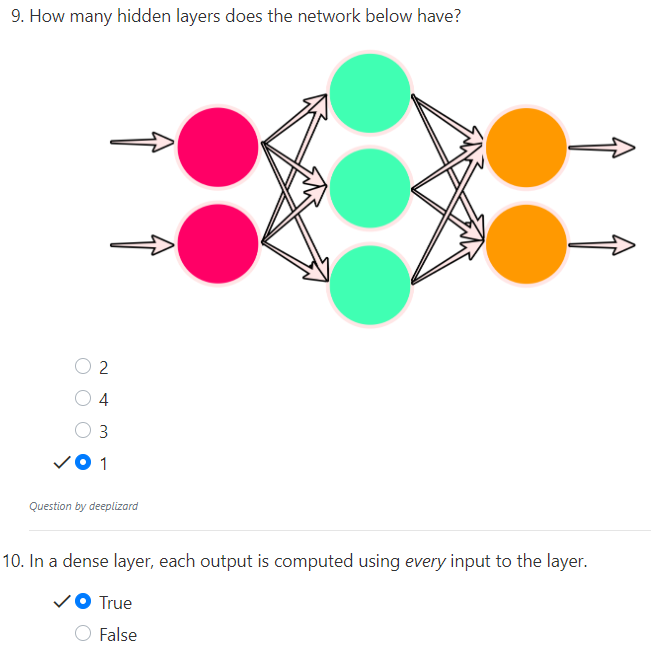 9. How many hidden layers does the network below have?
2
4
3
1
Question by deeplizard
10. In a dense layer, each output is computed using every input to the layer.
True
False